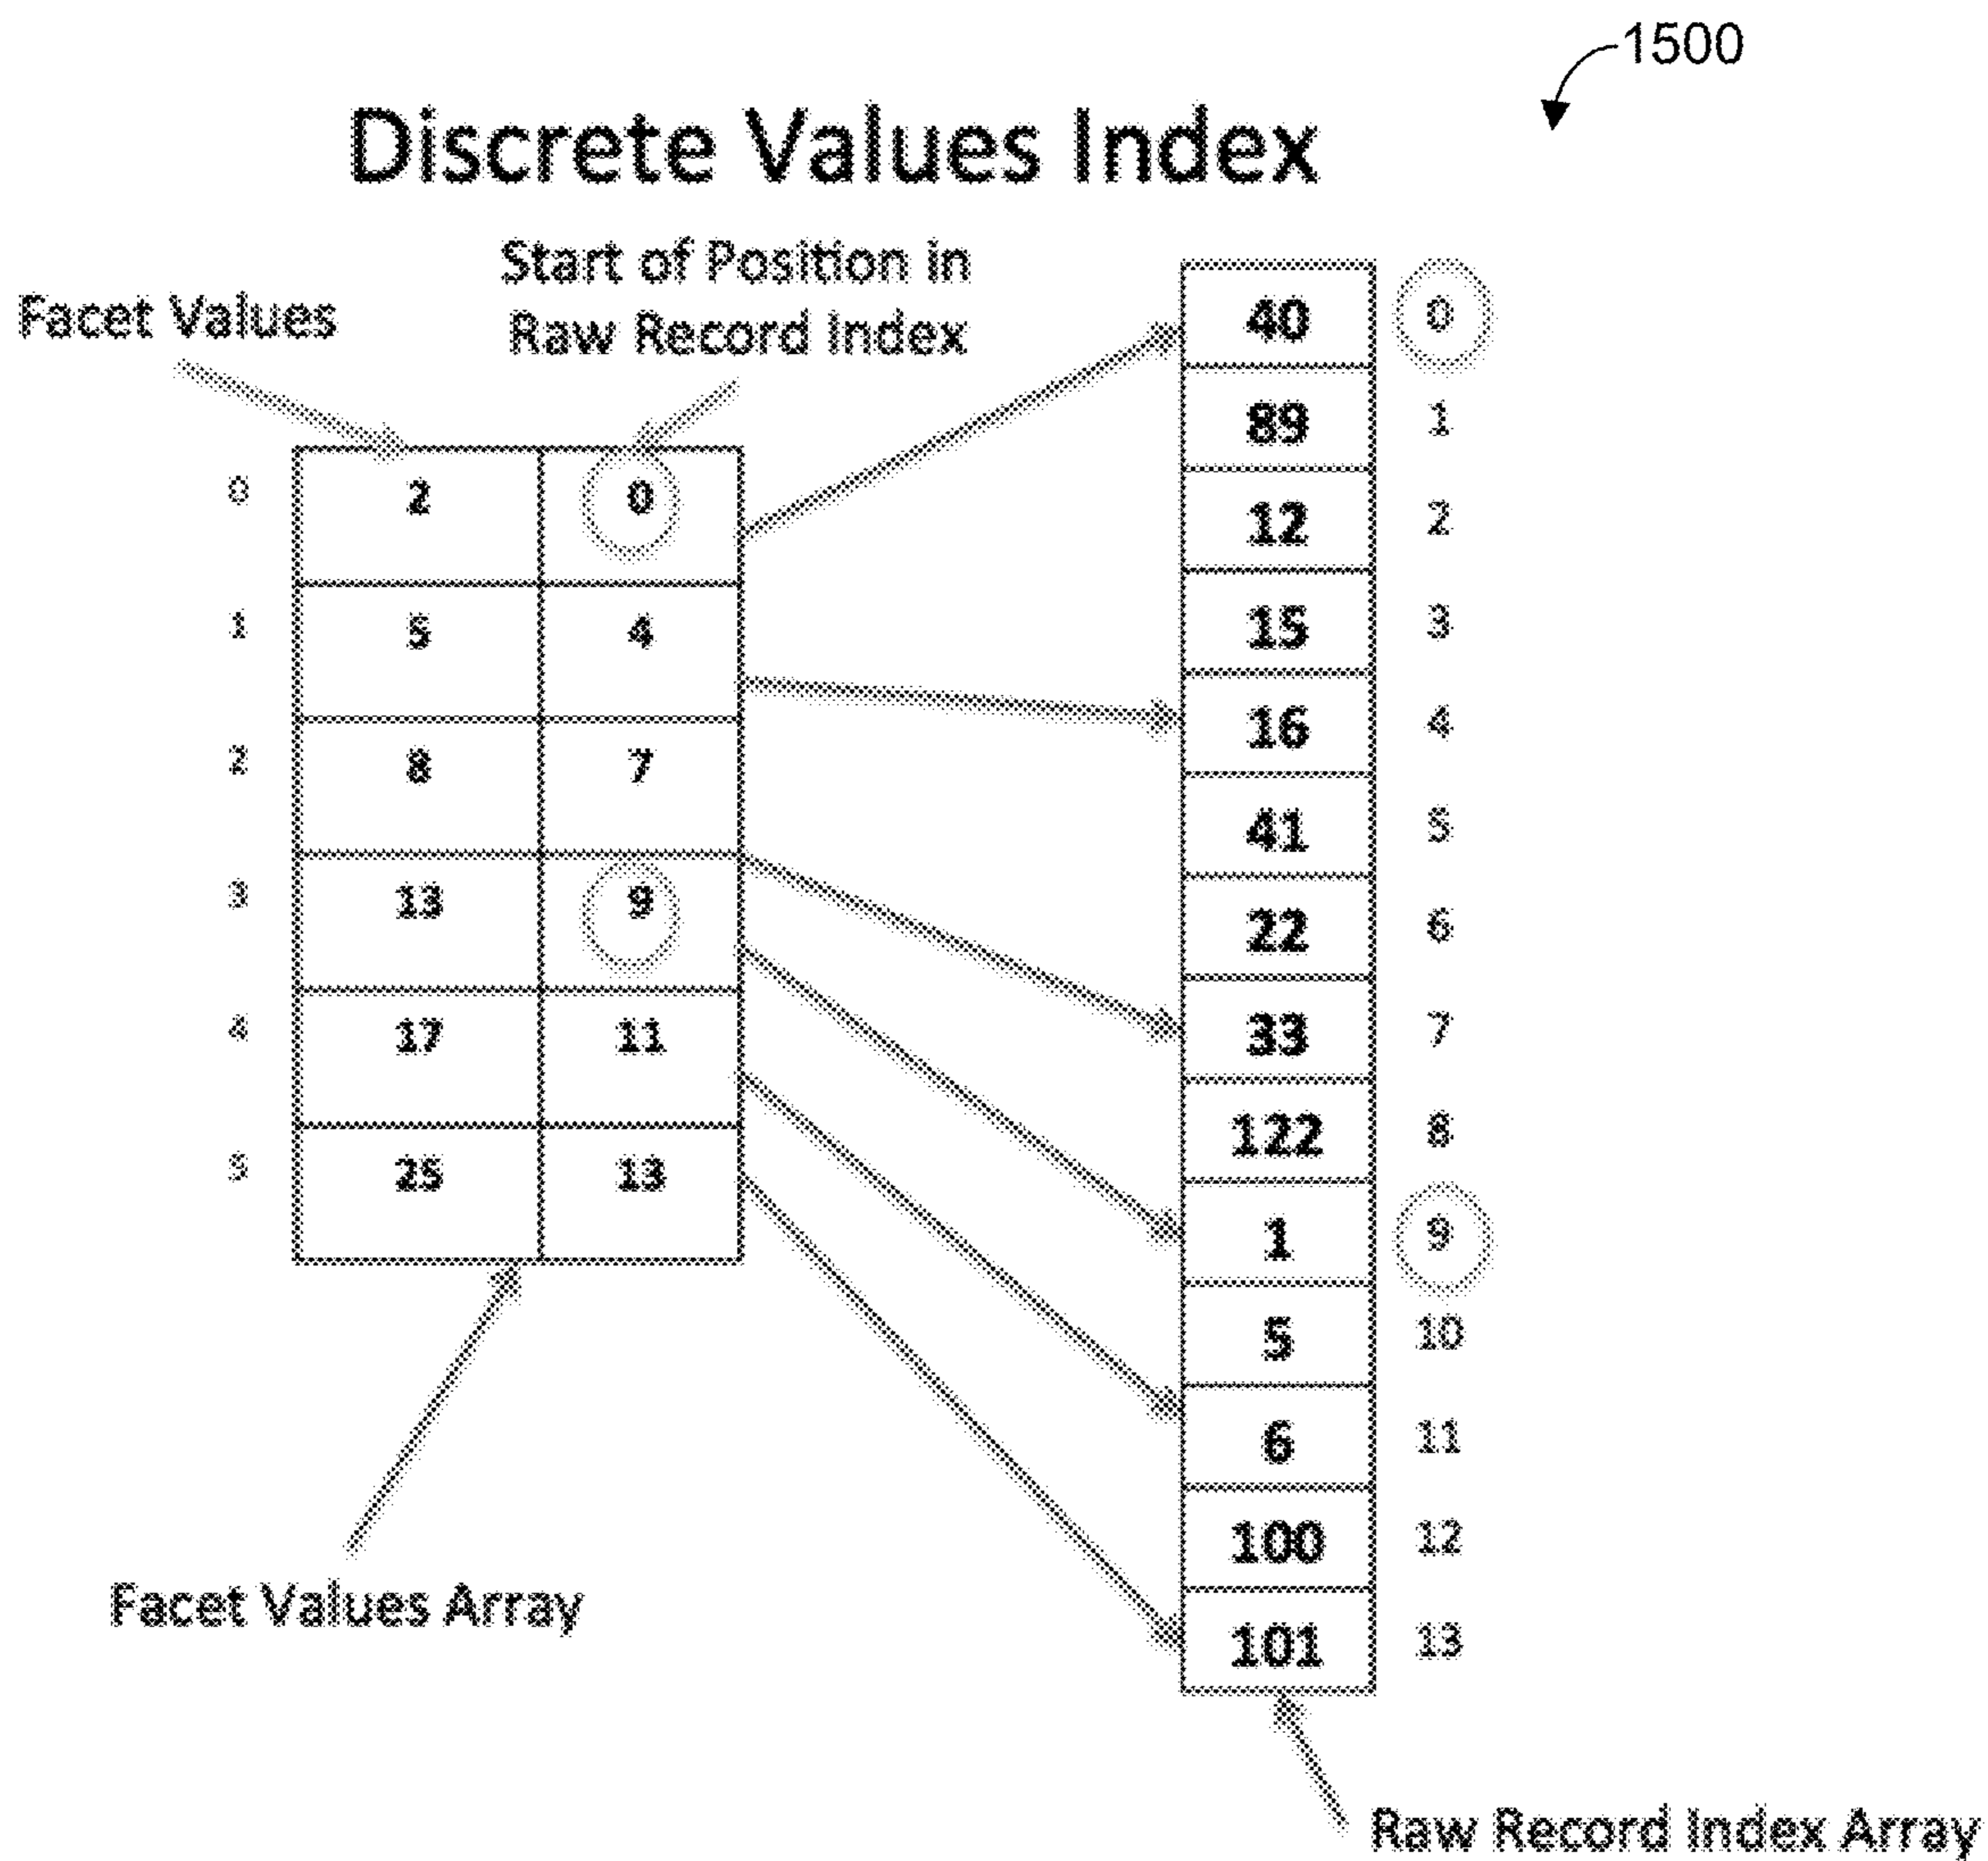 1500
Discrete Values Index
Start of Position in
Raw Record Index
Facet Values
0 2 0
1 5 4
2 8 7
3 13 9
4 17 11
5 25 13
40 0
89 1
12 2
15 3
16 4
41 5
22 6
33 7
122 8
1 9
5 10
6 11
100 12
101 13
Facet Values Array
Raw Record Index Array